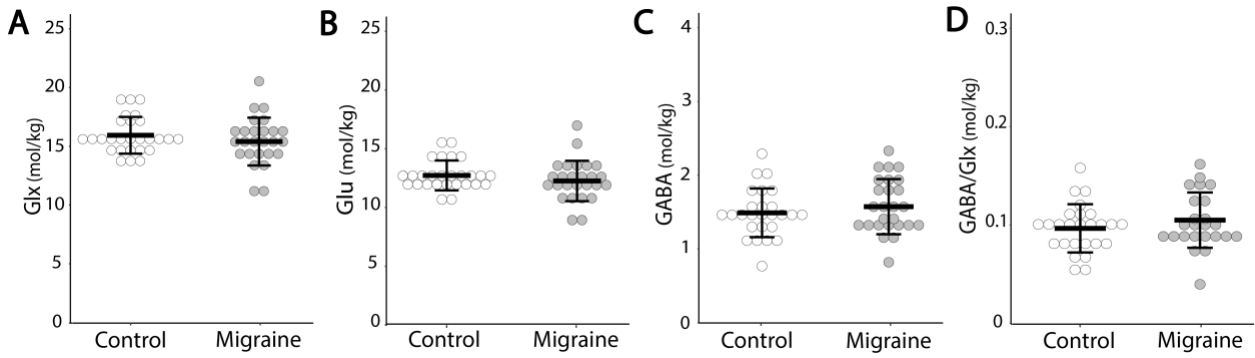 A
Glx (mol/kg)
25
20
15
10
5
0
Control Migraine
B
Glu (mol/kg)
25
20
15
10
5
0
Control Migraine
C
GABA (mol/kg)
4
3
2
1
0
Control Migraine
D
GABA/Glx (mol/kg)
0.3
0.2
0.1
0
Control Migraine